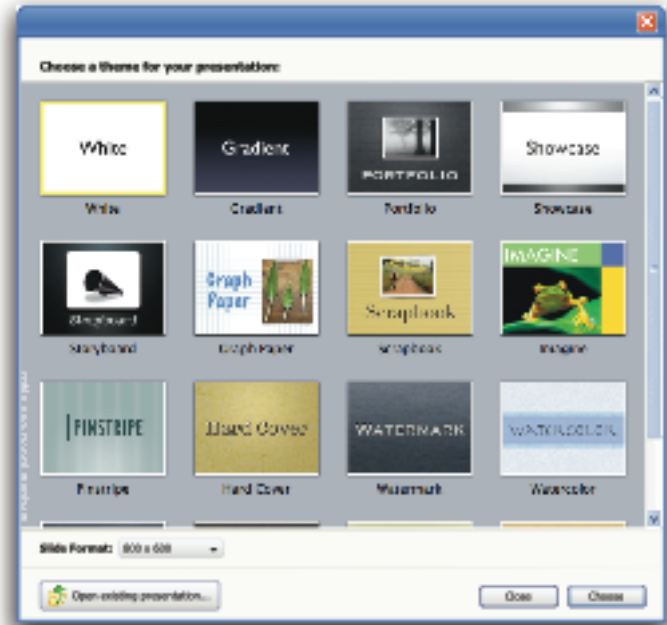 Choose a theme for your presentation:
White
Gradient
PORTFOLIO
Showcase
White
Gradient
Portfolio
Showcase
Storyboard
Graph
Paper
Scrapbook
IMAGINE
Storyboard
Graph Paper
Scrapbook
Imagine
PINSTRIPE
Hard Cover
WATERMARK
WATERCOLOR
Pinstripe
Hard Cover
Watermark
Watercolor
Slide Format:
800 x 600
Open existing presentation...
Close
Choose